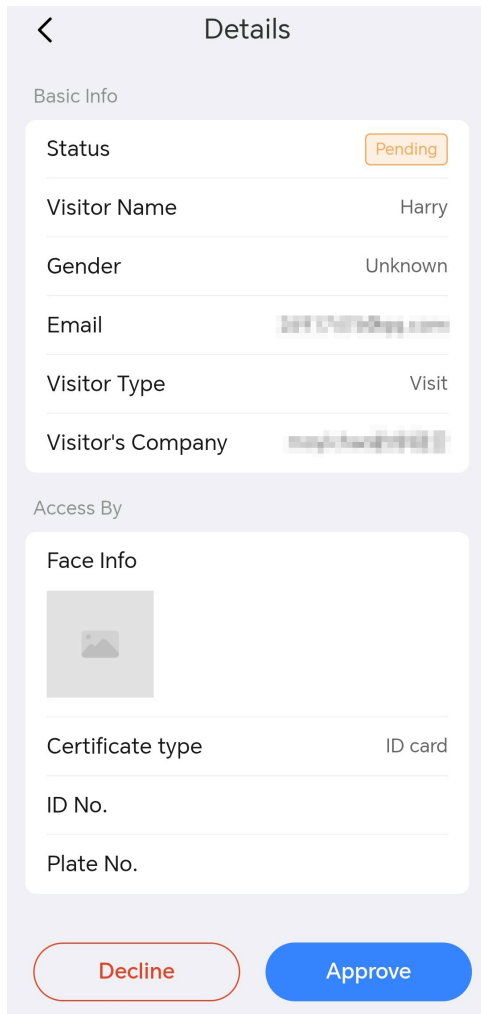 Details
Basic Info
Status Pending
Visitor Name Harry
Gender Unknown
Email
Visitor Type Visit
Visitor's Company
Access By
Face Info
Certificate type ID card
ID No.
Plate No.
Decline Approve